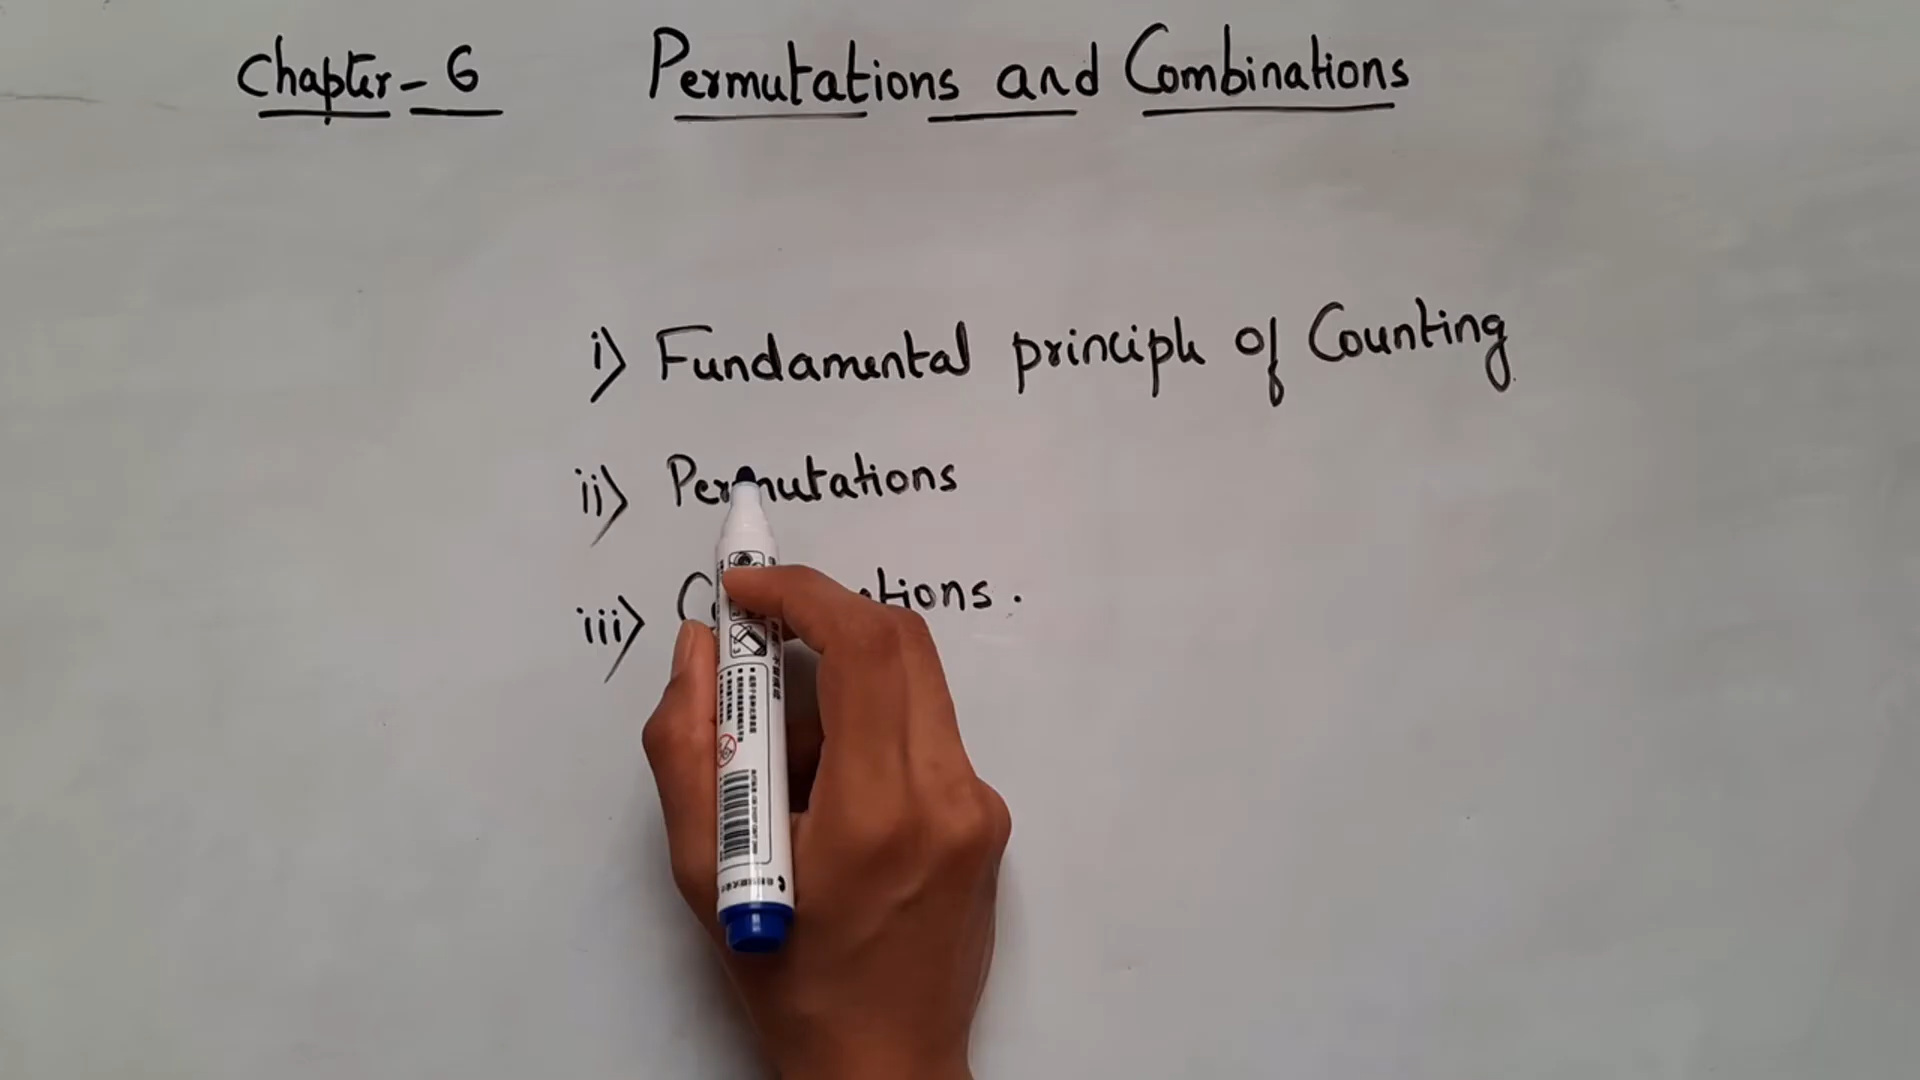 Chapter - 6 Permutations and Combinations
i) Fundamental principle of Counting
ii) Permutations
iii)